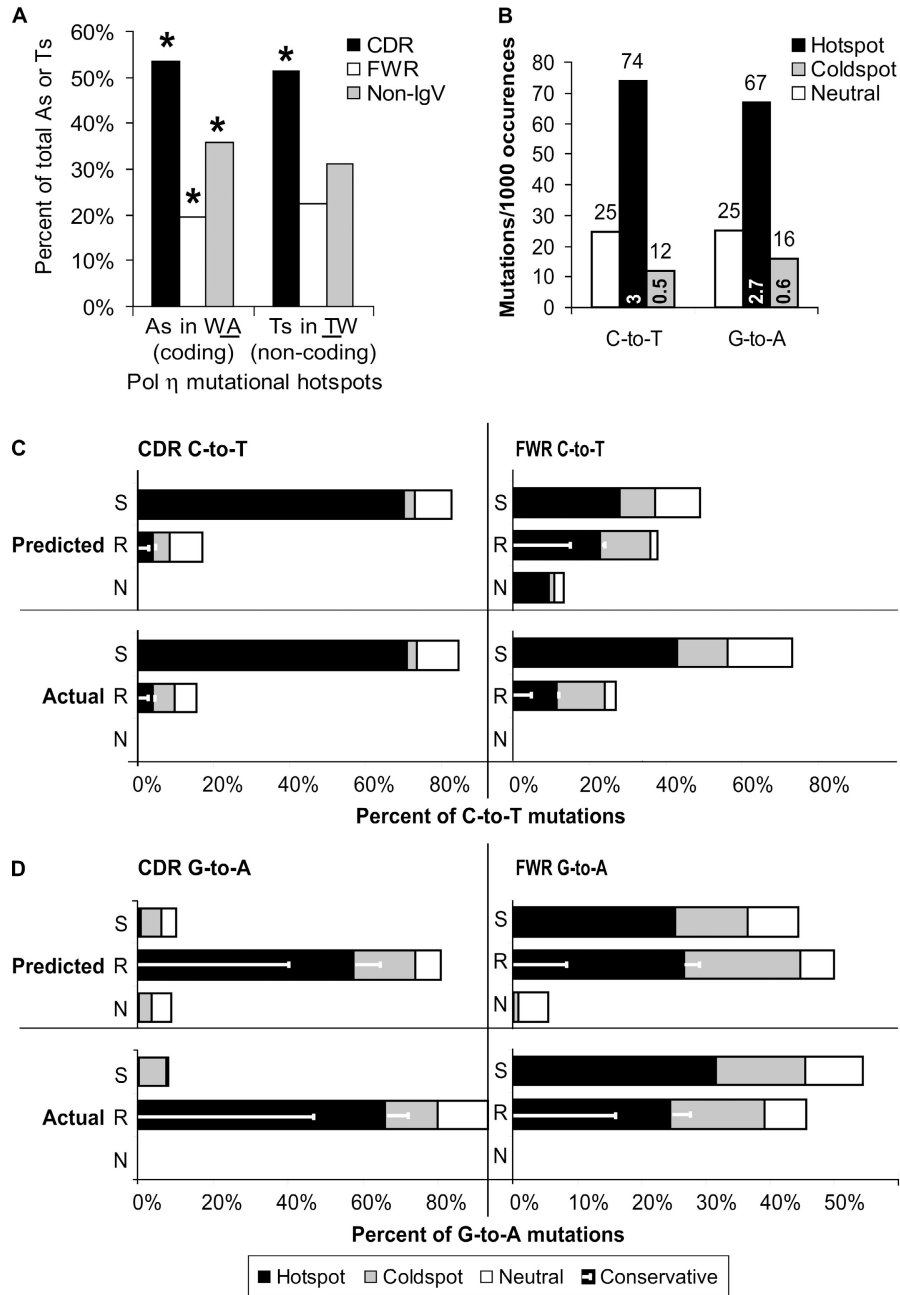 A
60%
50%
40%
30%
20%
10%
0%
Percent of total As or Ts
*
*
*
*
CDR
FWR
Non-IgV
As in WA
(coding)
Ts in TW
(non-coding)
Pol η mutational hotspots
B
Hotspot
Coldspot
Neutral
80
70
60
50
40
30
20
10
0
Mutations/1000 occurences
25
74
12
3
0.5
25
67
16
2.7
0.6
C-to-T
G-to-A
C
CDR C-to-T
FWR C-to-T
Predicted
S
R
N
S
R
N
Actual
S
R
N
S
R
N
0% 20% 40% 60% 80%
0% 20% 40% 60% 80%
Percent of C-to-T mutations
D
CDR G-to-A
FWR G-to-A
Predicted
S
R
N
S
R
N
Actual
S
R
N
S
R
N
0% 20% 40% 60% 80%
0% 10% 20% 30% 40% 50%
Percent of G-to-A mutations
Hotspot Coldspot Neutral Conservative